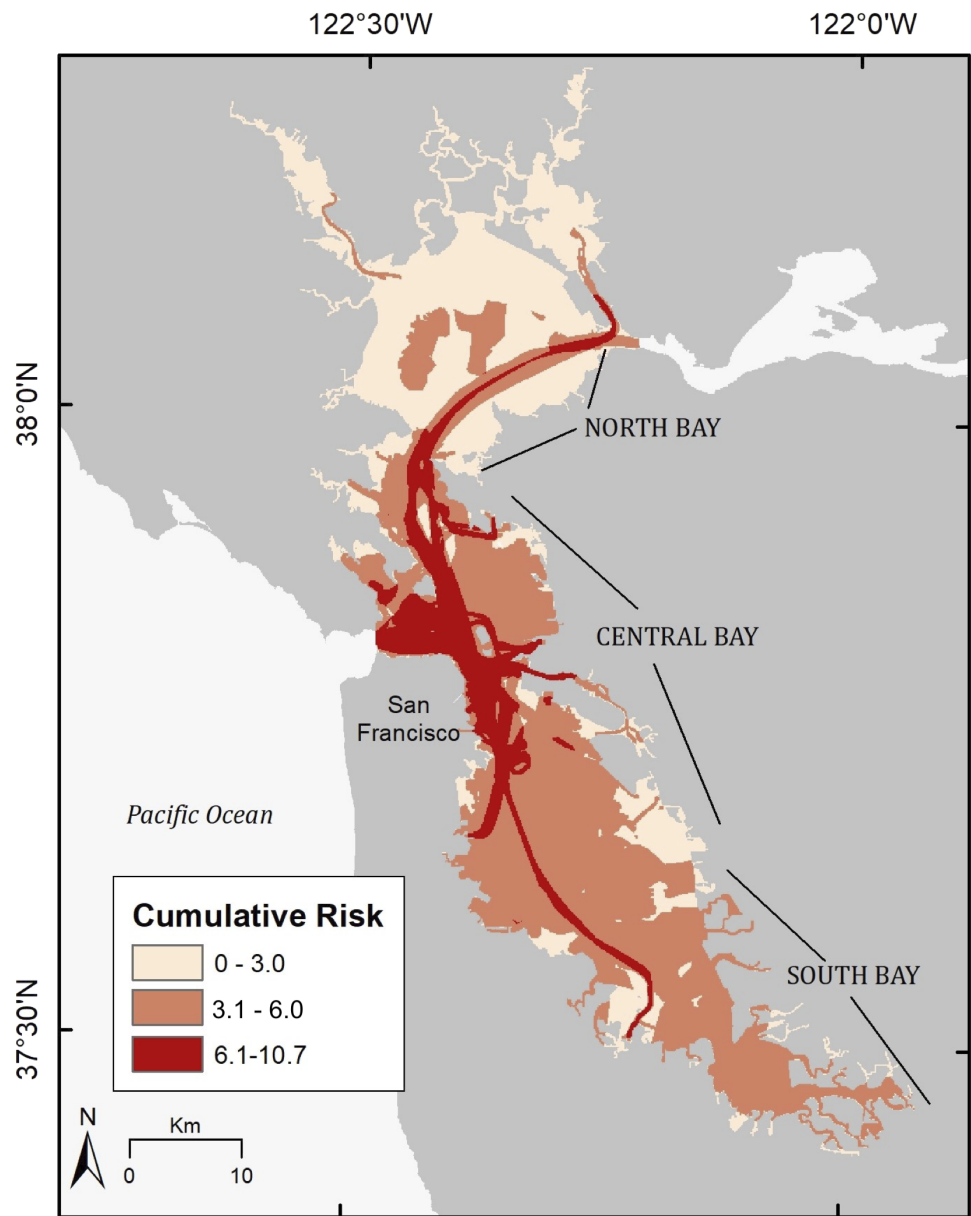 122°30'W
122°0'W
38°0'N
NORTH BAY
CENTRAL BAY
San
Francisco
Pacific Ocean
Cumulative Risk
0 - 3.0
3.1 - 6.0
6.1-10.7
SOUTH BAY
37°30'N
N
Km
0
10